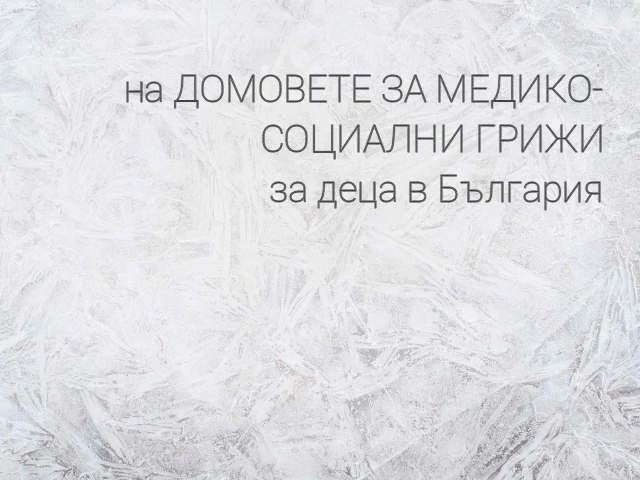 на ДОМОВЕТЕ ЗА МЕДИКО-
СОЦИАЛНИ ГРИЖИ
за деца в България